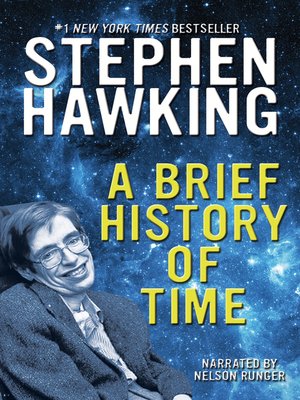 #1 NEW YORK TIMES BESTSELLER
STEPHEN
HAWKING
A BRIEF
HISTORY
OF
TIME
NARRATED BY
NELSON RUNGER